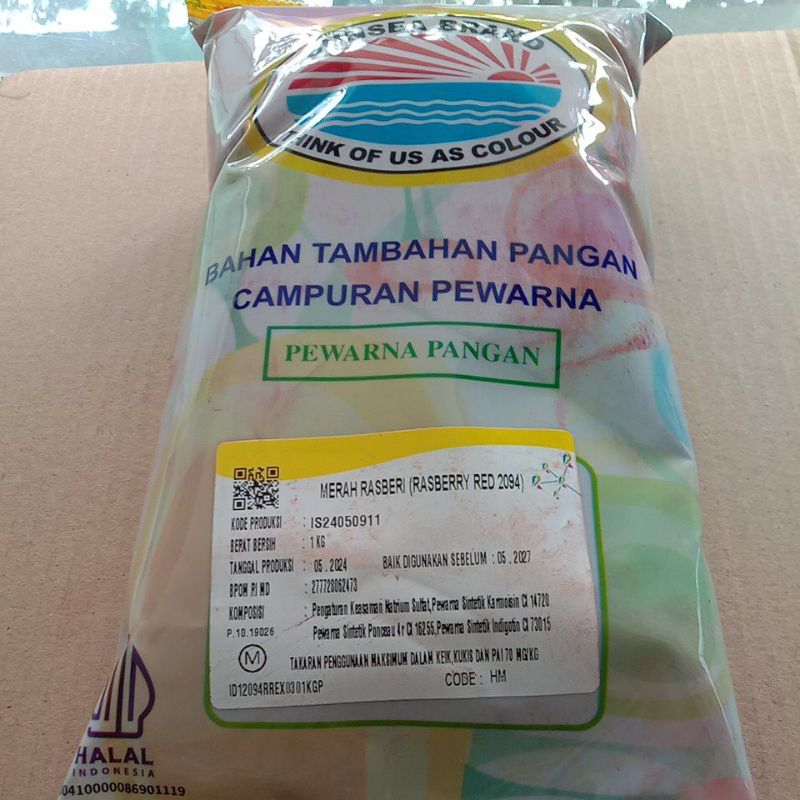 BRAND
THINK OF US AS COLOUR
BAHAN TAMBAHAN PANGAN
CAMPURAN PEWARNA
PEWARNA PANGAN
MERAH RASBERI (RASBERRY RED 2094)
KODE PRODUKSI : IS24050911
BERAT BERSIH : 1 KG
TANGGAL PRODUKSI : 05 . 2024 BAIK DIGUNAKAN SEBELUM : 05 . 2027
BPOM RI MD : 277728062473
KOMPOSISI : Pengaturan Keasaman Natrium Sulfat,Pewarna Sintetik Karmoisin CI 14720
P.10.19026 Pewarna Sintetik Ponceau 4r CI 16255,Pewarna Sintetik Indigotin CI 73015
M TAKARAN PENGGUNAAN MAKSIMUM DALAM KEIK,KUKIS DAN PAI 70 MG/KG
ID12094RREX0301KGP CODE : HM
HALAL
INDONESIA
0410000086901119